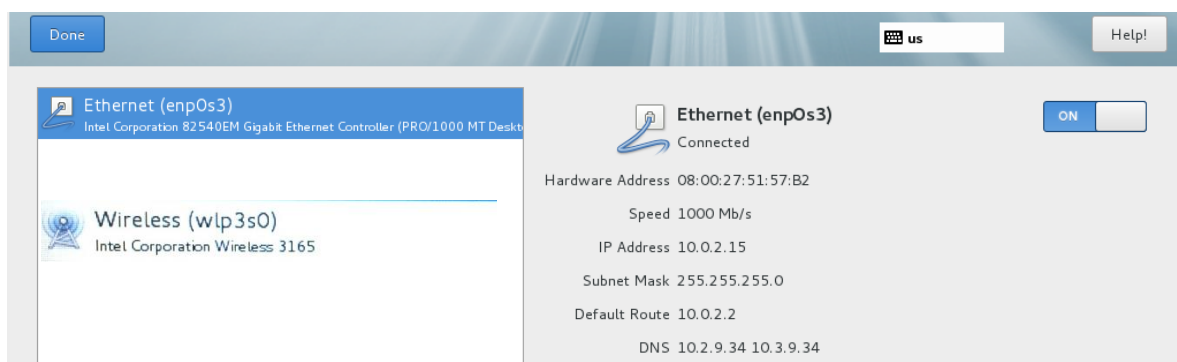 Done
us
Help!
Ethernet (enp0s3)
Intel Corporation 82540EM Gigabit Ethernet Controller (PRO/1000 MT Deskt
Wireless (wlp3s0)
Intel Corporation Wireless 3165
Ethernet (enp0s3)
Connected
ON
Hardware Address 08:00:27:51:57:B2
Speed 1000 Mb/s
IP Address 10.0.2.15
Subnet Mask 255.255.255.0
Default Route 10.0.2.2
DNS 10.2.9.34 10.3.9.34